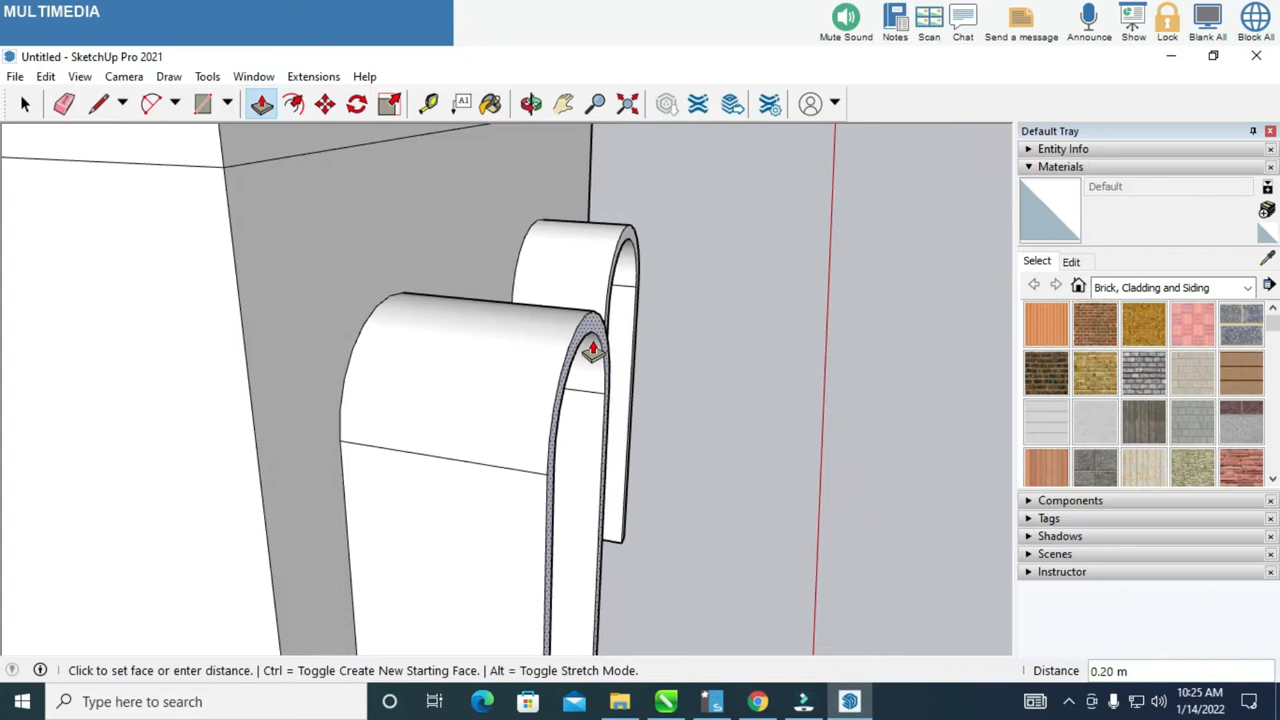 MULTIMEDIA
Mute Sound
Notes
Scan
Chat
Send a message
Announce
Show
Lock
Blank All
Block All
Untitled - SketchUp Pro 2021
File Edit View Camera Draw Tools Window Extensions Help
A1
Default Tray
Entity Info
Materials
Default
Select Edit
Brick, Cladding and Siding
Components
Tags
Shadows
Scenes
Instructor
Click to set face or enter distance. | Ctrl = Toggle Create New Starting Face. | Alt = Toggle Stretch Mode.
Distance 0.20 m
Type here to search
10:25 AM
1/14/2022